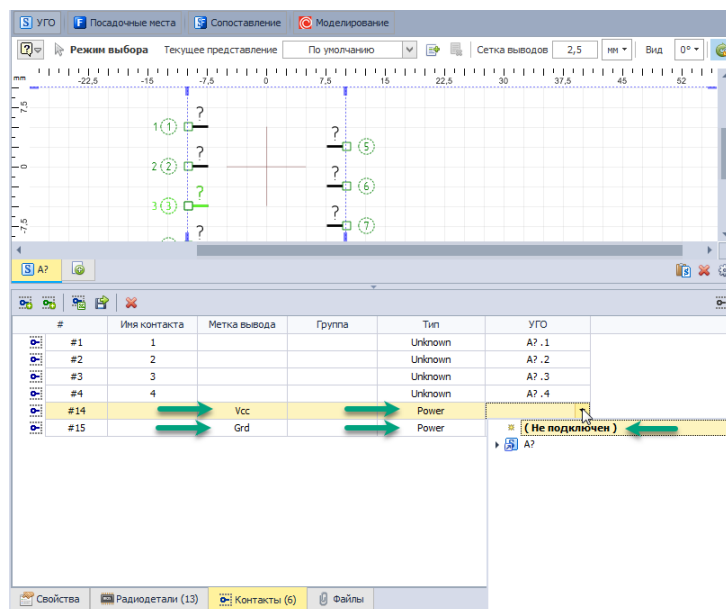 УГО Посадочные места Сопоставление Моделирование
Режим выбора Текущее представление По умолчанию Сетка выводов 2,5 мм Вид 0°
mm -22,5 -15 -7,5 0 7,5 15 22,5 30 37,5 45 52
7,5
0
-7,5
?
1 1
?
2 2
?
3 3
?
?
5
?
6
?
7
A?
# Имя контакта Метка вывода Группа Тип УГО
#1 1 Unknown A? .1
#2 2 Unknown A? .2
#3 3 Unknown A? .3
#4 4 Unknown A? .4
#14 Vcc Power
#15 Grd Power
( Не подключен )
A?
Свойства Радиодетали (13) Контакты (6) Файлы